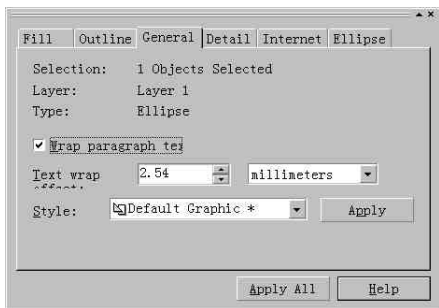 Fill Outline General Detail Internet Ellipse
Selection: 1 Objects Selected
Layer: Layer 1
Type: Ellipse
Wrap paragraph te
Text wrap 2.54 millimeters
Style: Default Graphic * Apply
Apply All Help